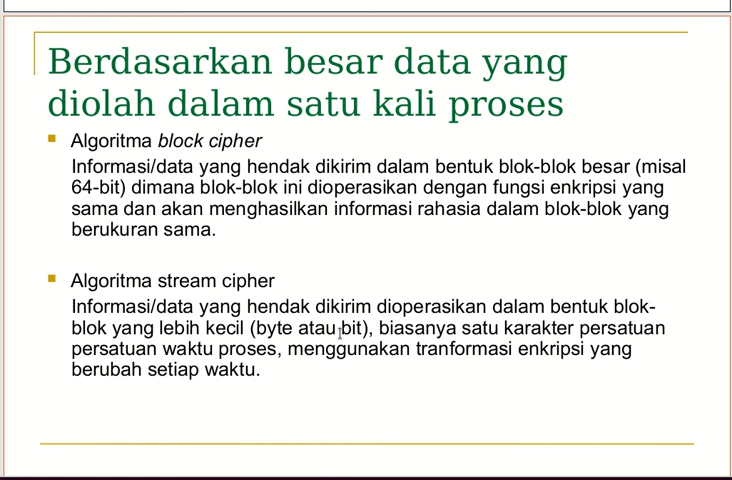 Berdasarkan besar data yang
diolah dalam satu kali proses
Algoritma block cipher
Informasi/data yang hendak dikirim dalam bentuk blok-blok besar (misal
64-bit) dimana blok-blok ini dioperasikan dengan fungsi enkripsi yang
sama dan akan menghasilkan informasi rahasia dalam blok-blok yang
berukuran sama.
Algoritma stream cipher
Informasi/data yang hendak dikirim dioperasikan dalam bentuk blok-
blok yang lebih kecil (byte atau bit), biasanya satu karakter persatuan
persatuan waktu proses, menggunakan tranformasi enkripsi yang
berubah setiap waktu.